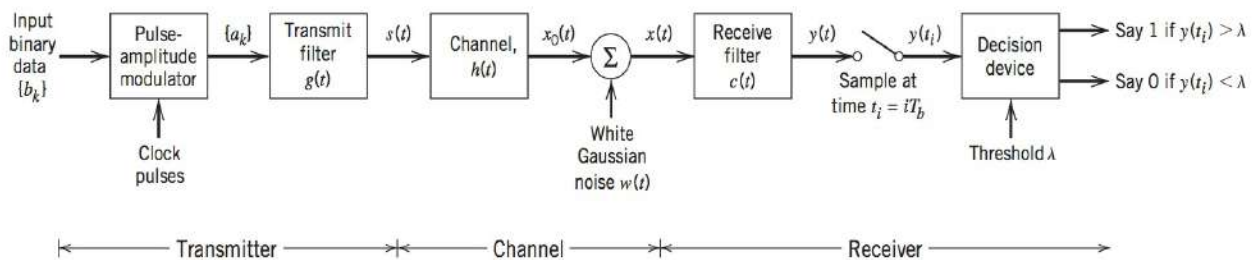 Input
binary
data
{b_k}
Pulse-
amplitude
modulator
{a_k}
Transmit
filter
g(t)
s(t)
Channel,
h(t)
x_0(t)
Σ
x(t)
Receive
filter
c(t)
y(t)
y(t_i)
Sample at
time t_i = iT_b
Decision
device
Say 1 if y(t_i) > λ
Say 0 if y(t_i) < λ
Clock
pulses
White
Gaussian
noise w(t)
Threshold λ
Transmitter
Channel
Receiver